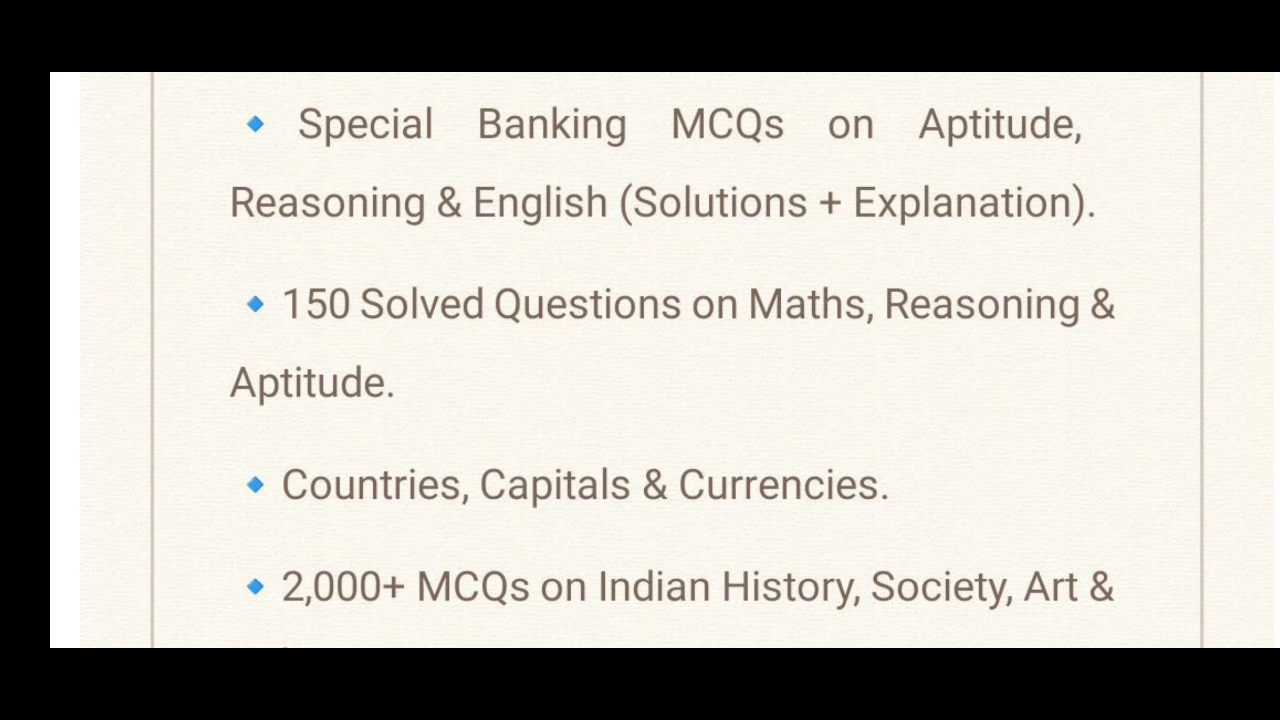 🔹 Special Banking MCQs on Aptitude,
Reasoning & English (Solutions + Explanation).
🔹 150 Solved Questions on Maths, Reasoning &
Aptitude.
🔹 Countries, Capitals & Currencies.
🔹 2,000+ MCQs on Indian History, Society, Art &